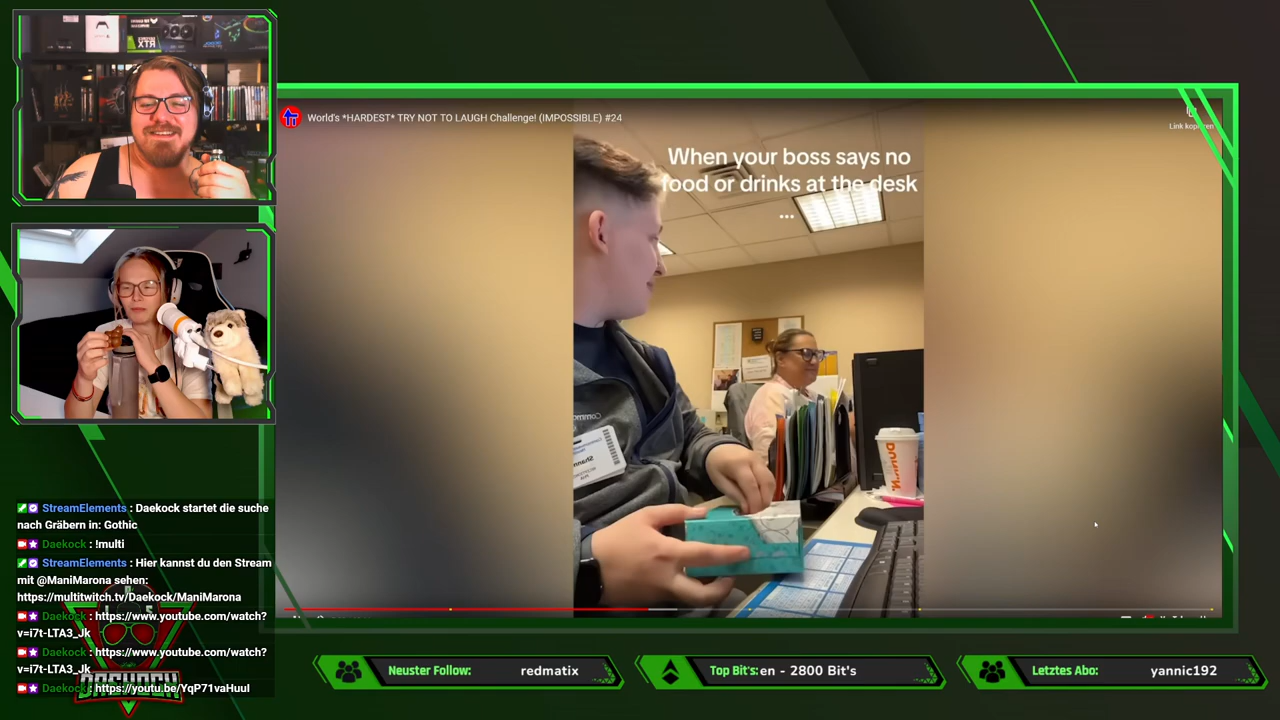 World's *HARDEST* TRY NOT TO LAUGH Challenge! (IMPOSSIBLE) #24
Link kopieren
When your boss says no
food or drinks at the desk
...
StreamElements : Daekock startet die suche
nach Gräbern in: Gothic
Daekock : !multi
StreamElements : Hier kannst du den Stream
mit @ManiMarona sehen:
https://multitwitch.tv/Daekock/ManiMarona
Daekock : https://www.youtube.com/watch?
v=i7t-LTA3_Jk
Daekock : https://www.youtube.com/watch?
v=i7t-LTA3_Jk
Daekock : https://youtu.be/YqP71vaHuuI
Neuster Follow: redmatix
Top Bit's: en - 2800 Bit's
Letztes Abo: yannic192
RTX
DUNKIN'